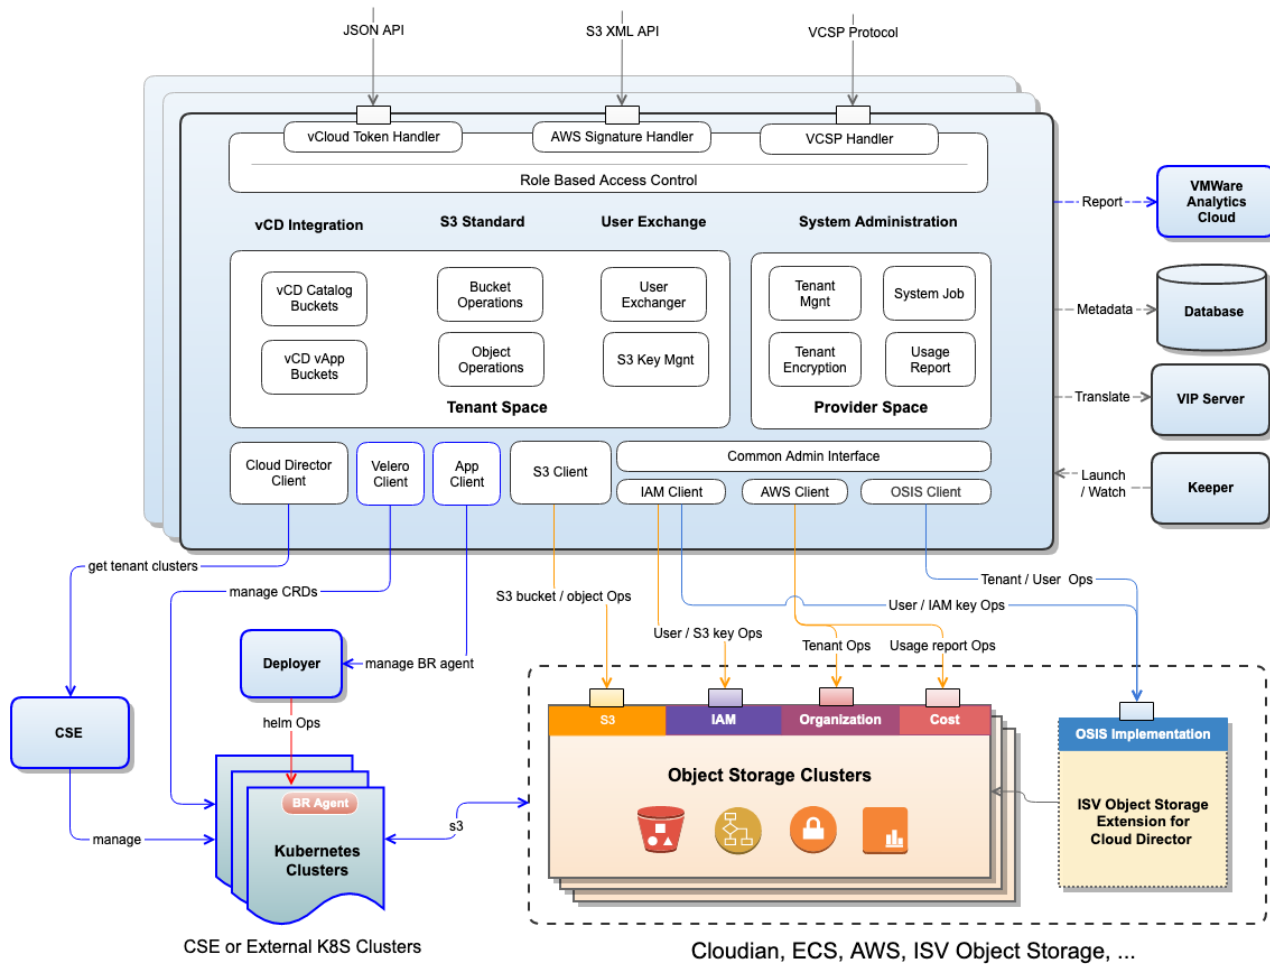 JSON API
S3 XML API
VCSP Protocol
vCloud Token Handler
AWS Signature Handler
VCSP Handler
Role Based Access Control
vCD Integration
S3 Standard
User Exchange
System Administration
vCD Catalog
Buckets
Bucket
Operations
User
Exchanger
Tenant
Mgnt
System Job
vCD vApp
Buckets
Object
Operations
S3 Key Mgnt
Tenant
Encryption
Usage
Report
Tenant Space
Provider Space
Cloud Director
Client
Velero
Client
App
Client
S3 Client
Common Admin Interface
IAM Client
AWS Client
OSIS Client
Report
VMWare
Analytics
Cloud
Metadata
Database
Translate
VIP Server
Launch
/ Watch
Keeper
get tenant clusters
manage CRDs
S3 bucket / object Ops
Tenant / User Ops
User / IAM key Ops
User / S3 key Ops
Tenant Ops
Usage report Ops
Deployer
manage BR agent
helm Ops
CSE
manage
BR Agent
Kubernetes
Clusters
s3
CSE or External K8S Clusters
S3
IAM
Organization
Cost
Object Storage Clusters
OSIS Implementation
ISV Object Storage
Extension for
Cloud Director
Cloudian, ECS, AWS, ISV Object Storage, ...